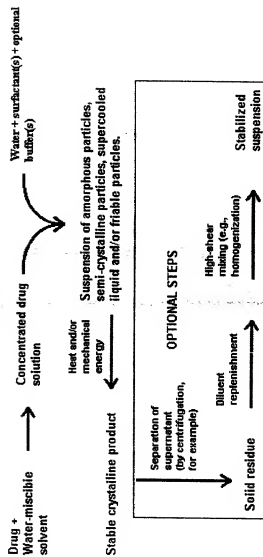 Drug +
Water-miscible
solvent
Concentrated drug
solution
Water + surfactant(s) + optional
buffer(s)
Suspension of amorphous particles,
semi-crystalline particles, supercooled
liquid and/or friable particles.
Heat and/or
mechanical
energy
Stable crystalline product
OPTIONAL STEPS
Separation of
supernatant
(by centrifugation,
for example)
Solid residue
Diluent
replenishment
High-shear
mixing (e.g.,
homogenization)
Stabilized
suspension